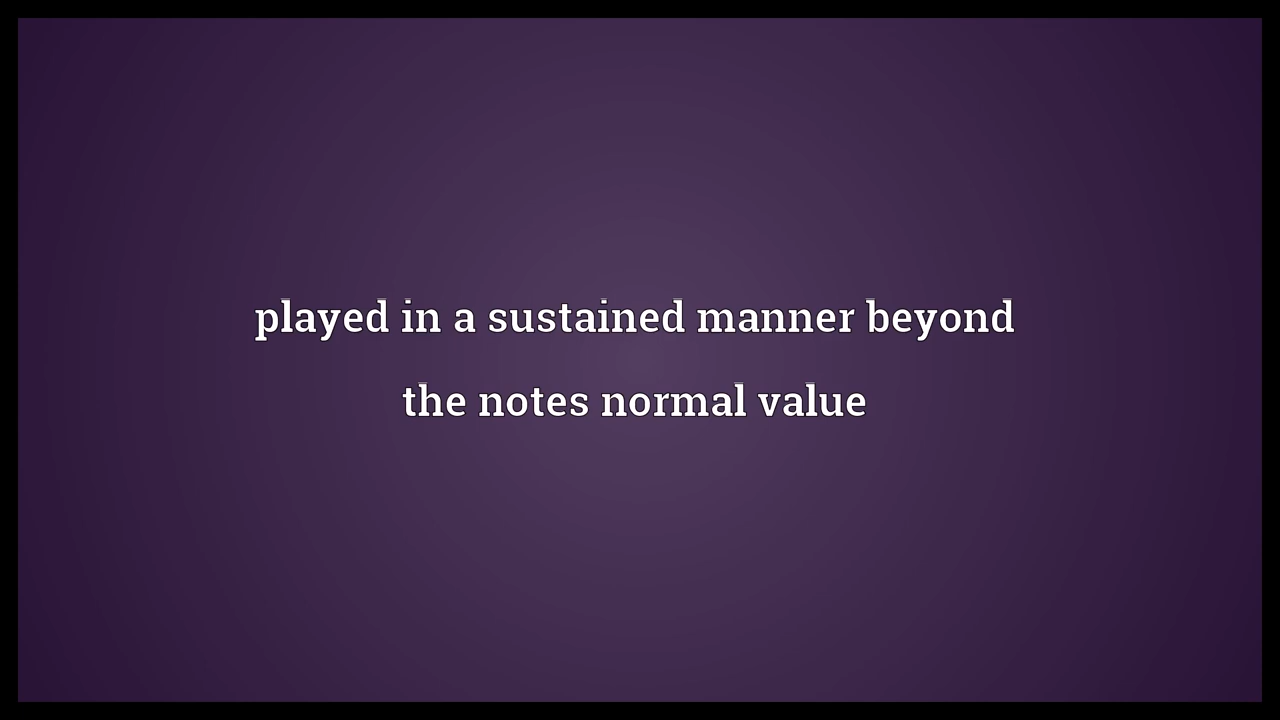 played in a sustained manner beyond
the notes normal value